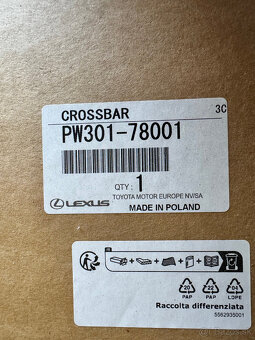 CROSSBAR
3C
PW301-78001
QTY: 1
TOYOTA MOTOR EUROPE NV/SA
LEXUS
MADE IN POLAND
20
PAP
22
PAP
04
LDPE
Raccolta differenziata
5562935001